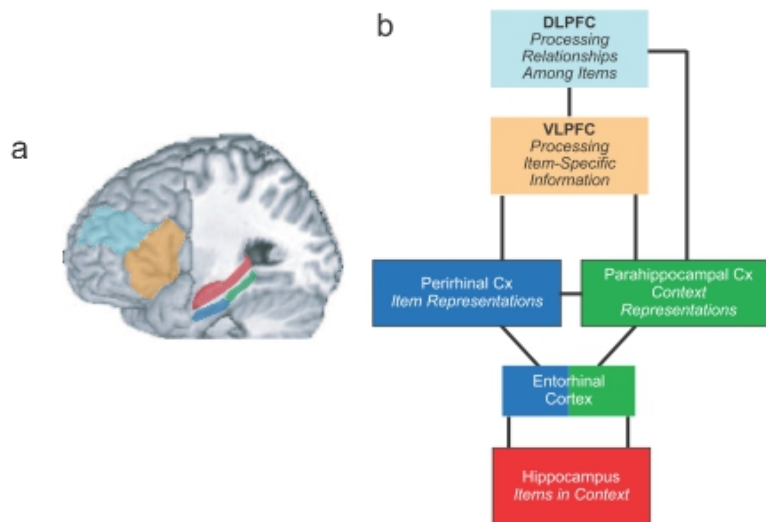 a
b
DLPFC
Processing
Relationships
Among Items
VLPFC
Processing
Item-Specific
Information
Perirhinal Cx
Item Representations
Parahippocampal Cx
Context
Representations
Entorhinal
Cortex
Hippocampus
Items in Context